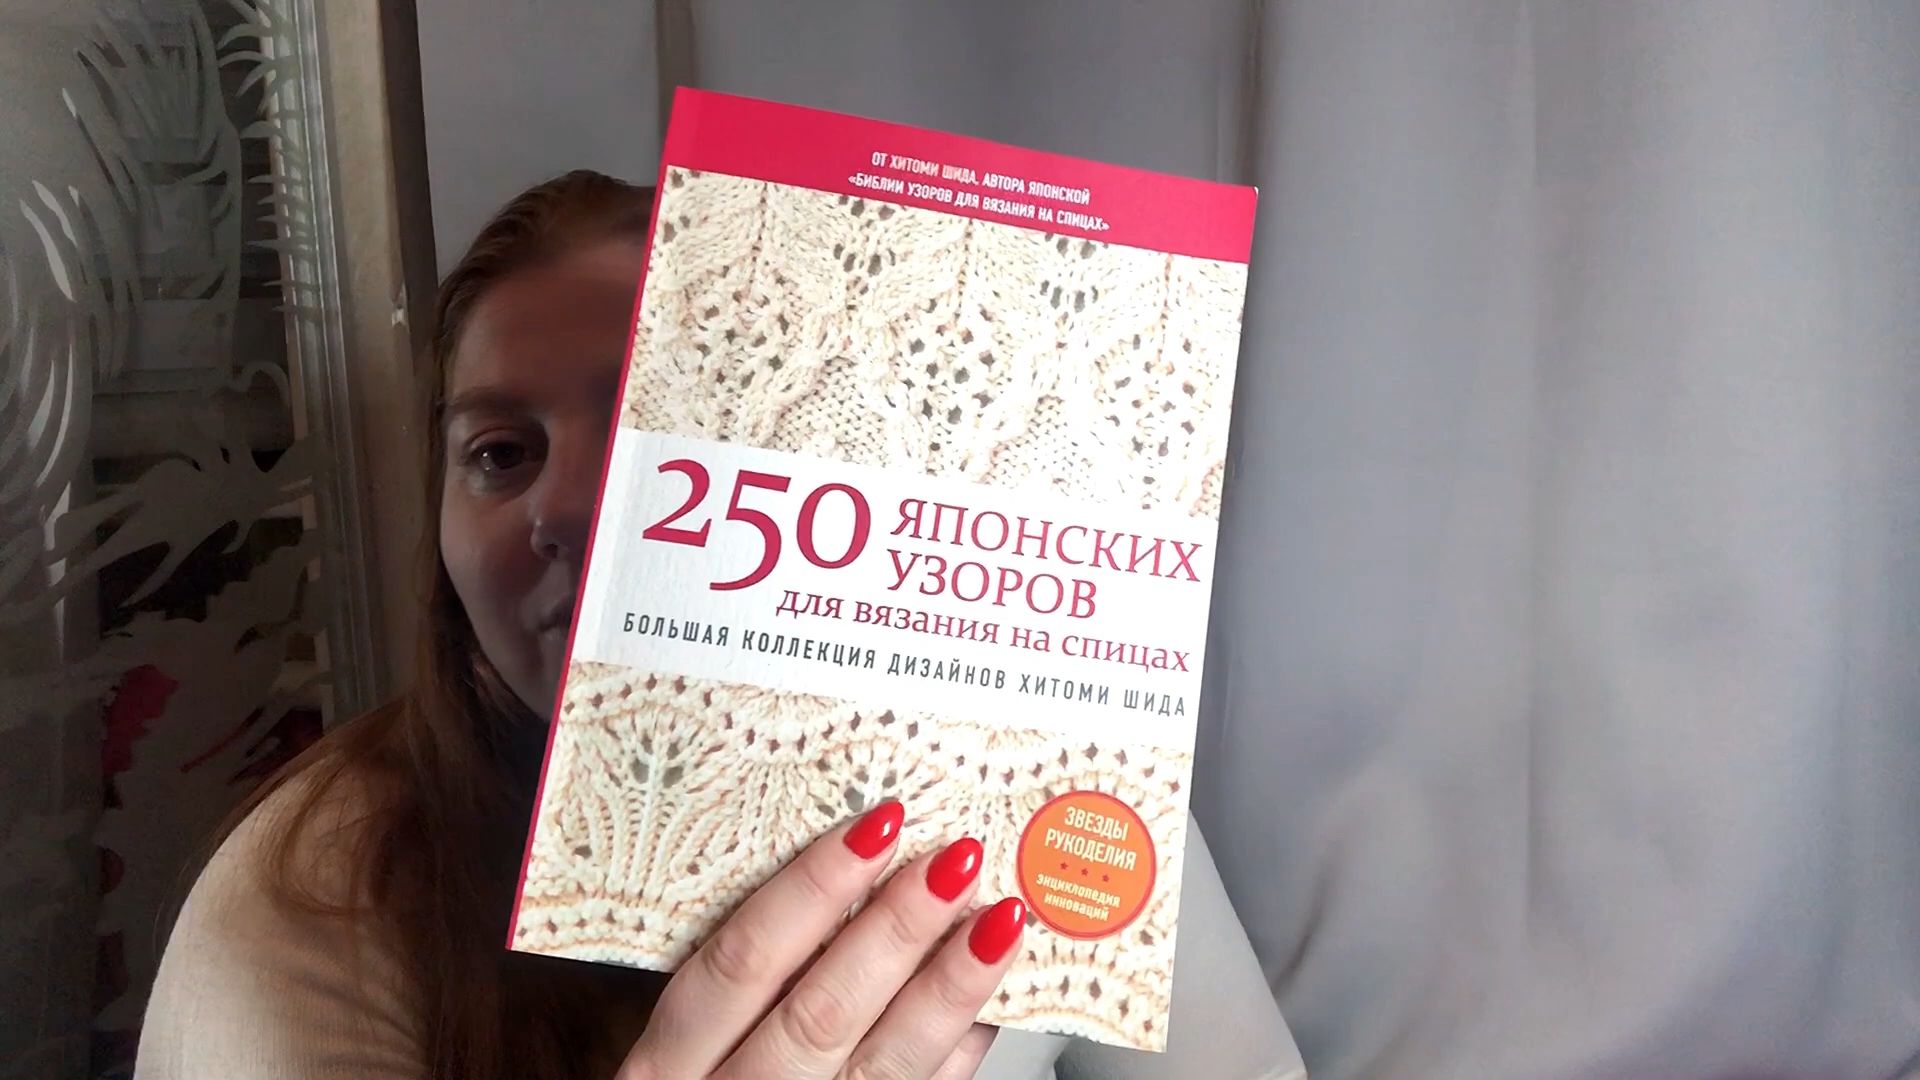 ОТ ХИТОМИ ШИДА, АВТОРА ЯПОНСКОЙ
«БИБЛИИ УЗОРОВ ДЛЯ ВЯЗАНИЯ НА СПИЦАХ»
250 ЯПОНСКИХ
УЗОРОВ
для вязания на спицах
БОЛЬШАЯ КОЛЛЕКЦИЯ ДИЗАЙНОВ ХИТОМИ ШИДА
ЗВЕЗДЫ
РУКОДЕЛИЯ
энциклопедия
инноваций